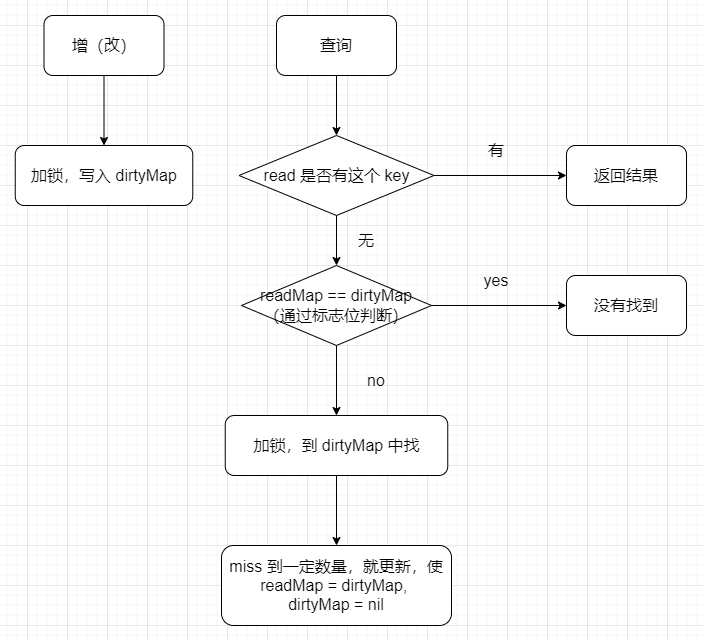 增（改）
加锁，写入 dirtyMap
查询
read 是否有这个 key
有
返回结果
无
readMap == dirtyMap
（通过标志位判断）
yes
没有找到
no
加锁，到 dirtyMap 中找
miss 到一定数量，就更新，使
readMap = dirtyMap,
dirtyMap = nil